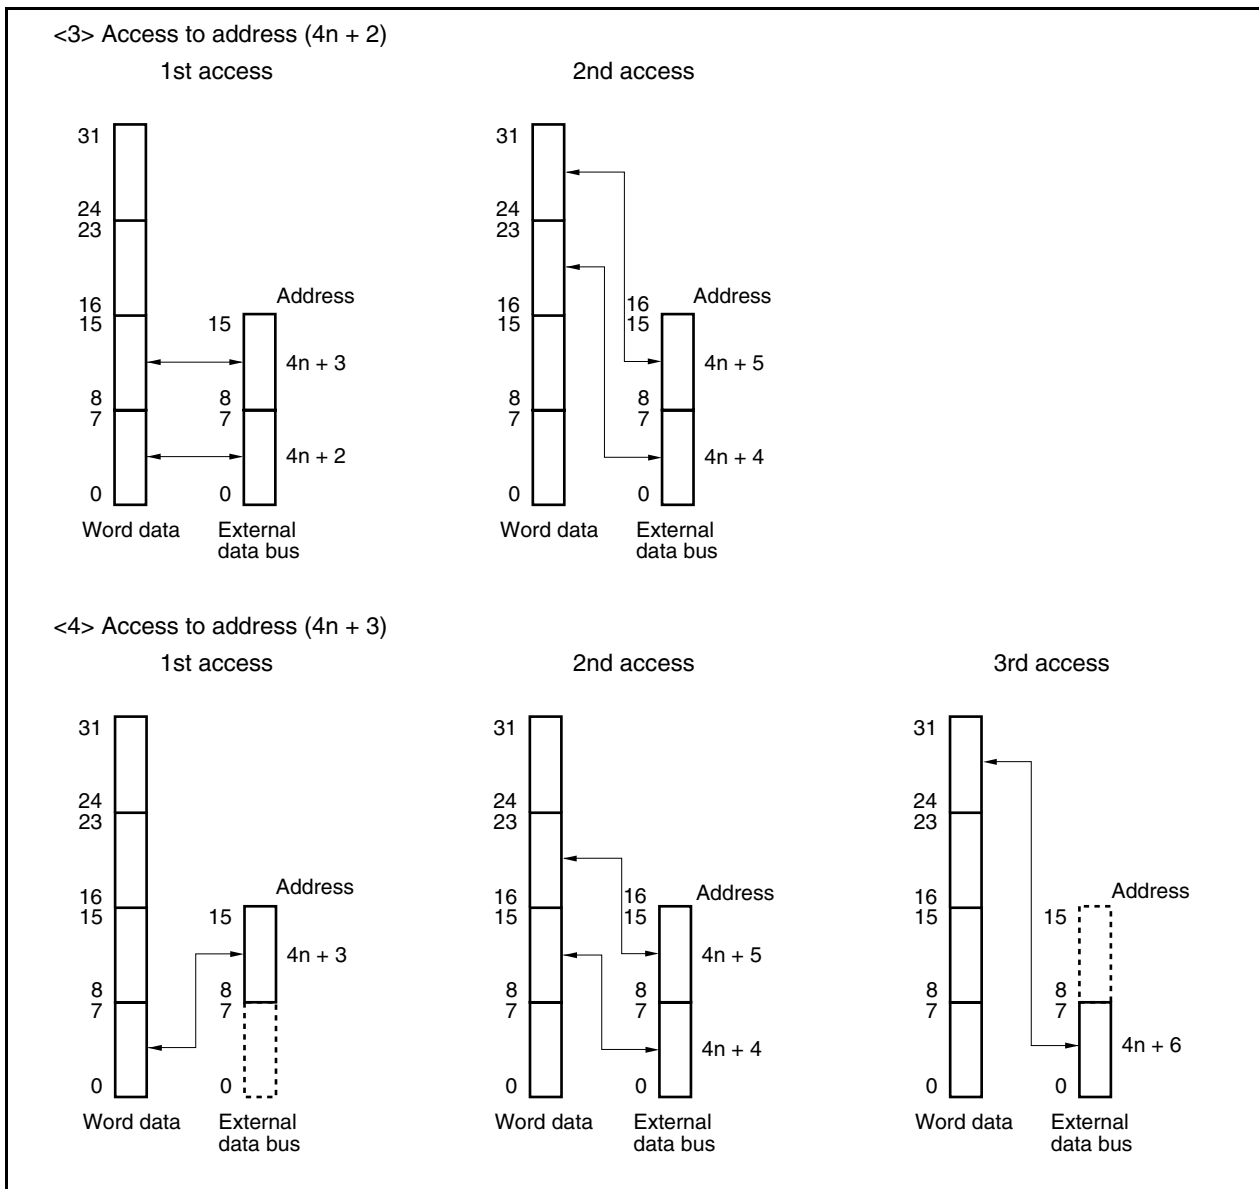 <3> Access to address (4n + 2)
1st access 2nd access
31 31
24 24
23 23
Address Address
16 16 16
15 15 15 15
4n + 3 4n + 5
8 8 8 8
7 7 7 7
4n + 2 4n + 4
0 0 0 0
Word data External Word data External
data bus data bus
<4> Access to address (4n + 3)
1st access 2nd access 3rd access
31 31 31
24 24 24
23 23 23
Address Address Address
16 16 16 16
15 15 15 15 15 15
4n + 3 4n + 5
8 8 8 8 8 8
7 7 7 7 7 7
4n + 4 4n + 6
0 0 0 0 0 0
Word data External Word data External Word data External
data bus data bus data bus